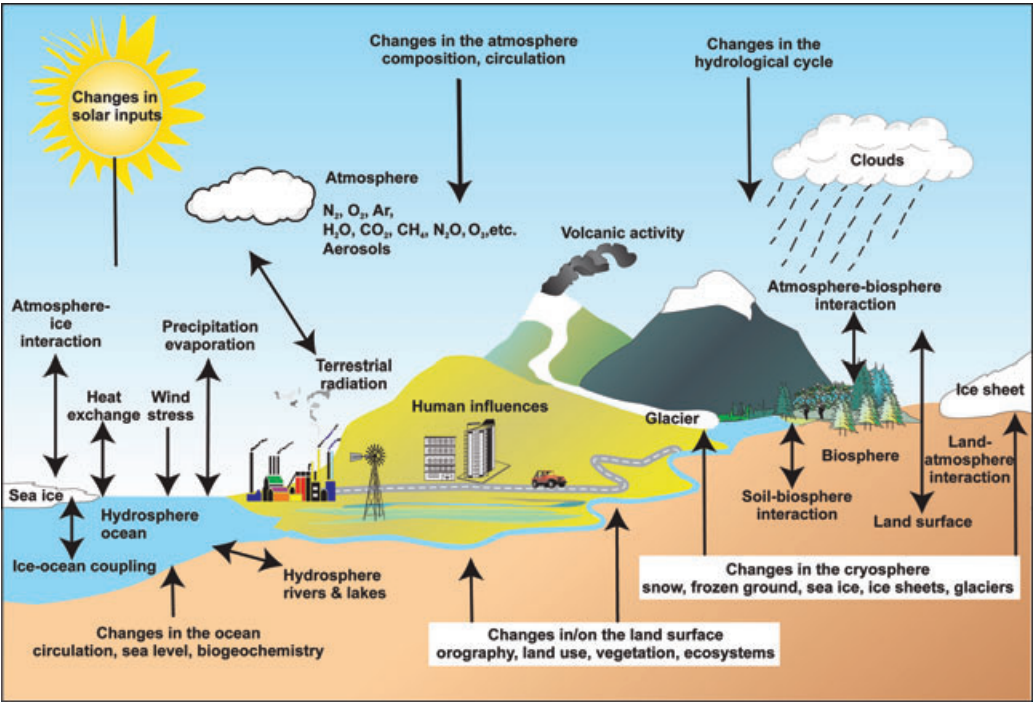 Changes in the atmosphere
composition, circulation
Changes in the
hydrological cycle
Changes in
solar inputs
Clouds
Atmosphere
N₂, O₂, Ar,
H₂O, CO₂, CH₄, N₂O, O₃,etc.
Aerosols
Volcanic activity
Atmosphere-biosphere
interaction
Atmosphere-
ice
interaction
Precipitation
evaporation
Terrestrial
radiation
Heat
exchange
Wind
stress
Human influences
Glacier
Ice sheet
Biosphere
Land-
atmosphere
interaction
Sea ice
Hydrosphere
ocean
Soil-biosphere
interaction
Land surface
Ice-ocean coupling
Hydrosphere
rivers & lakes
Changes in the cryosphere
snow, frozen ground, sea ice, ice sheets, glaciers
Changes in the ocean
circulation, sea level, biogeochemistry
Changes in/on the land surface
orography, land use, vegetation, ecosystems